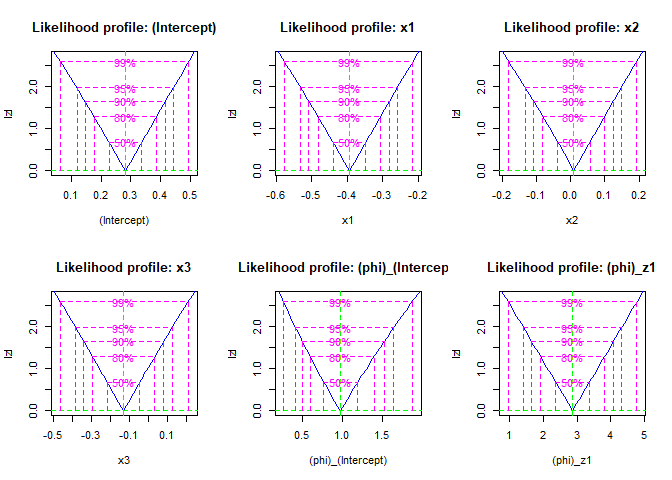 Likelihood profile: (Intercept)
Likelihood profile: x1
Likelihood profile: x2
|z|
0.0 1.0 2.0
99%
95%
90%
80%
50%
0.1 0.2 0.3 0.4 0.5
(Intercept)
|z|
0.0 1.0 2.0
99%
95%
90%
80%
50%
-0.6 -0.5 -0.4 -0.3 -0.2
x1
|z|
0.0 1.0 2.0
99%
95%
90%
80%
50%
-0.2 -0.1 0.0 0.1 0.2
x2
Likelihood profile: x3
Likelihood profile: (phi)_(Intercep
Likelihood profile: (phi)_z1
|z|
0.0 1.0 2.0
99%
95%
90%
80%
50%
-0.5 -0.3 -0.1 0.1
x3
|z|
0.0 1.0 2.0
99%
95%
90%
80%
50%
0.5 1.0 1.5
(phi)_(Intercept)
|z|
0.0 1.0 2.0
99%
95%
90%
80%
50%
1 2 3 4 5
(phi)_z1